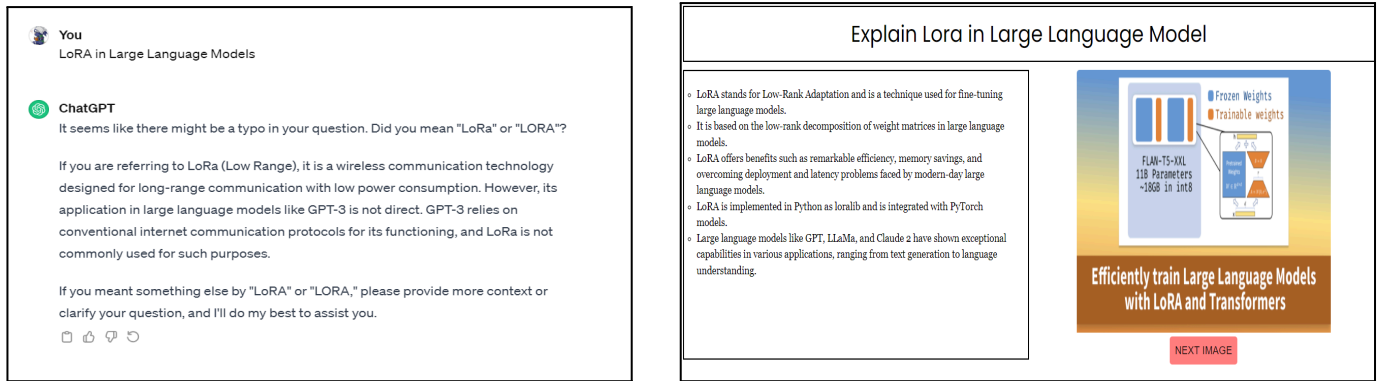 You
LoRA in Large Language Models
ChatGPT
It seems like there might be a typo in your question. Did you mean "LoRa" or "LORA"?
If you are referring to LoRa (Low Range), it is a wireless communication technology
designed for long-range communication with low power consumption. However, its
application in large language models like GPT-3 is not direct. GPT-3 relies on
conventional internet communication protocols for its functioning, and LoRa is not
commonly used for such purposes.
If you meant something else by "LoRA" or "LORA," please provide more context or
clarify your question, and I'll do my best to assist you.
Explain Lora in Large Language Model
LoRA stands for Low-Rank Adaptation and is a technique used for fine-tuning
large language models.
It is based on the low-rank decomposition of weight matrices in large language
models.
LoRA offers benefits such as remarkable efficiency, memory savings, and
overcoming deployment and latency problems faced by modern-day large
language models.
LoRA is implemented in Python as loralib and is integrated with PyTorch
models.
Large language models like GPT, LLaMa, and Claude 2 have shown exceptional
capabilities in various applications, ranging from text generation to language
understanding.
Frozen Weights
Trainable weights
FLAN-T5-XXL
11B Parameters
~18GB in int8
Pretrained
Weights
Efficiently train Large Language Models
with LoRA and Transformers
NEXT IMAGE